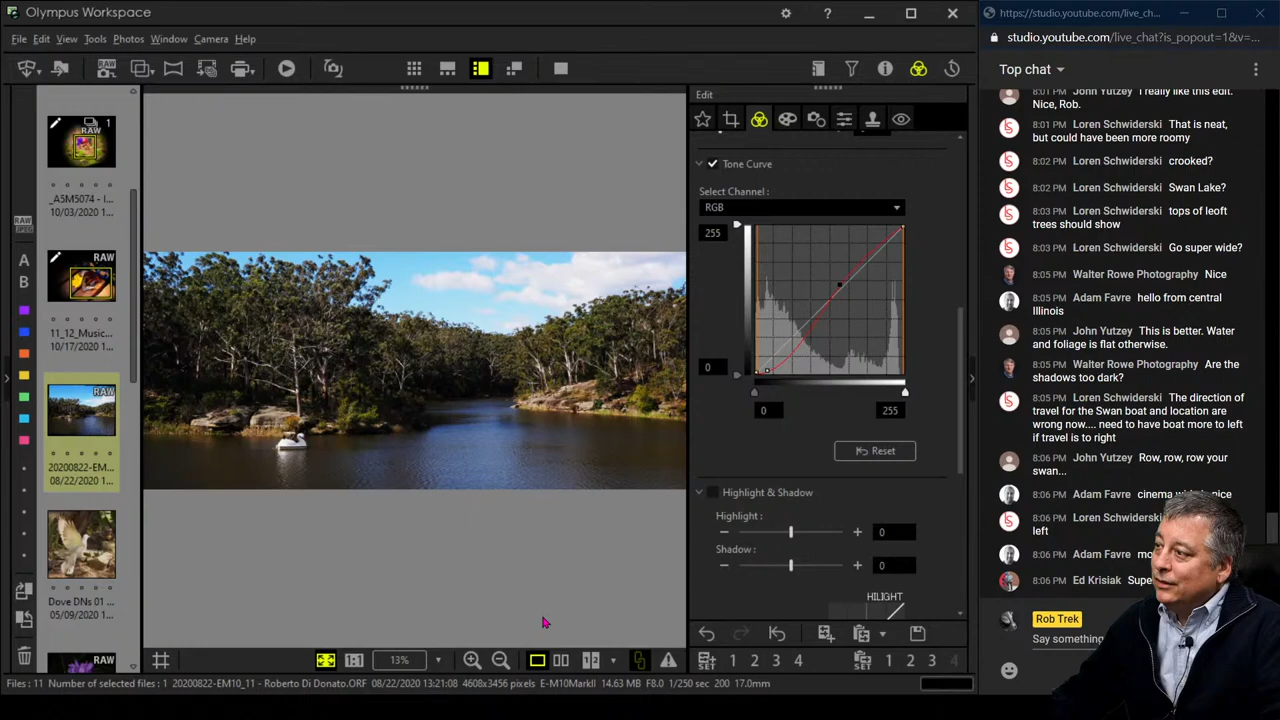 Olympus Workspace
File Edit View Tools Photos Window Camera Help
RAW
1
_A5M5074 - I...
10/03/2020 1...
RAW
11_12_Music...
10/17/2020 1...
RAW
20200822-EM...
08/22/2020 1...
Dove DNs 01
05/09/2020 1...
RAW
RAW
JPEG
A
B
Edit
Tone Curve
Select Channel :
RGB
255
0
0
255
Reset
Highlight & Shadow
Highlight :
0
Shadow :
0
HILIGHT
1:1
13%
1 2
SET 1 2 3 4
SET 1 2 3 4
Files : 11 Number of selected files : 1 20200822-EM10_11 - Roberto Di Donato.ORF 08/22/2020 13:21:08 4608x3456 pixels E-M10MarkII 14.63 MB F8.0 1/250 sec 200 17.0mm
https://studio.youtube.com/live_ch...
studio.youtube.com/live_chat?is_popout=1&v=...
Top chat
8:01 PM John Yutzey I really like this edit.
Nice, Rob.
8:01 PM Loren Schwiderski That is neat,
but could have been more roomy
8:02 PM Loren Schwiderski crooked?
8:02 PM Loren Schwiderski Swan Lake?
8:03 PM Loren Schwiderski tops of leoft
trees should show
8:03 PM Loren Schwiderski Go super wide?
8:05 PM Walter Rowe Photography Nice
8:05 PM Adam Favre hello from central
Illinois
8:05 PM John Yutzey This is better. Water
and foliage is flat otherwise.
8:05 PM Walter Rowe Photography Are the
shadows too dark?
8:05 PM Loren Schwiderski The direction of
travel for the Swan boat and location are
wrong now.... need to have boat more to left
if travel is to right
8:06 PM John Yutzey Row, row, row your
swan...
8:06 PM Adam Favre cinema
8:06 PM Loren
left
8:06 PM Adam Favre
8:06 PM Ed Krisiak
Rob Trek
Say something